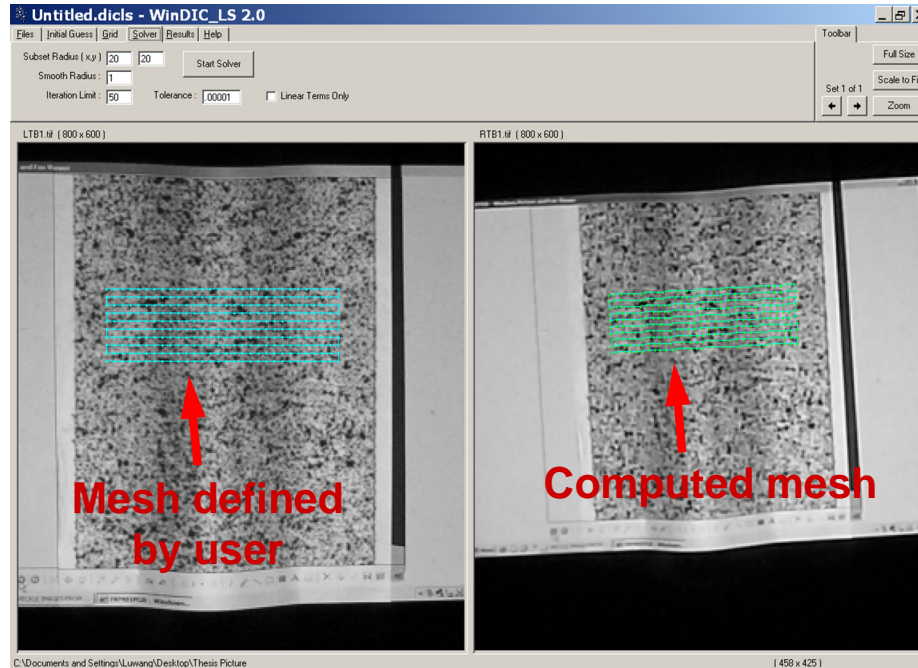 Untitled.dicls - WinDIC_LS 2.0
Files Initial Guess Grid Solver Results Help
Toolbar
Subset Radius ( x,y ) 20 20
Start Solver
Smooth Radius : 1
Iteration Limit : 50 Tolerance : .00001 Linear Terms Only
Full Size
Set 1 of 1
Scale to Fi
Zoom
LTB1.tif ( 800 x 600 )
RTB1.tif ( 800 x 600 )
and Fax Viewer
Mesh defined
by user
Computed mesh
C:\Documents and Settings\Luwang\Desktop\Thesis Picture
( 458 x 425 )